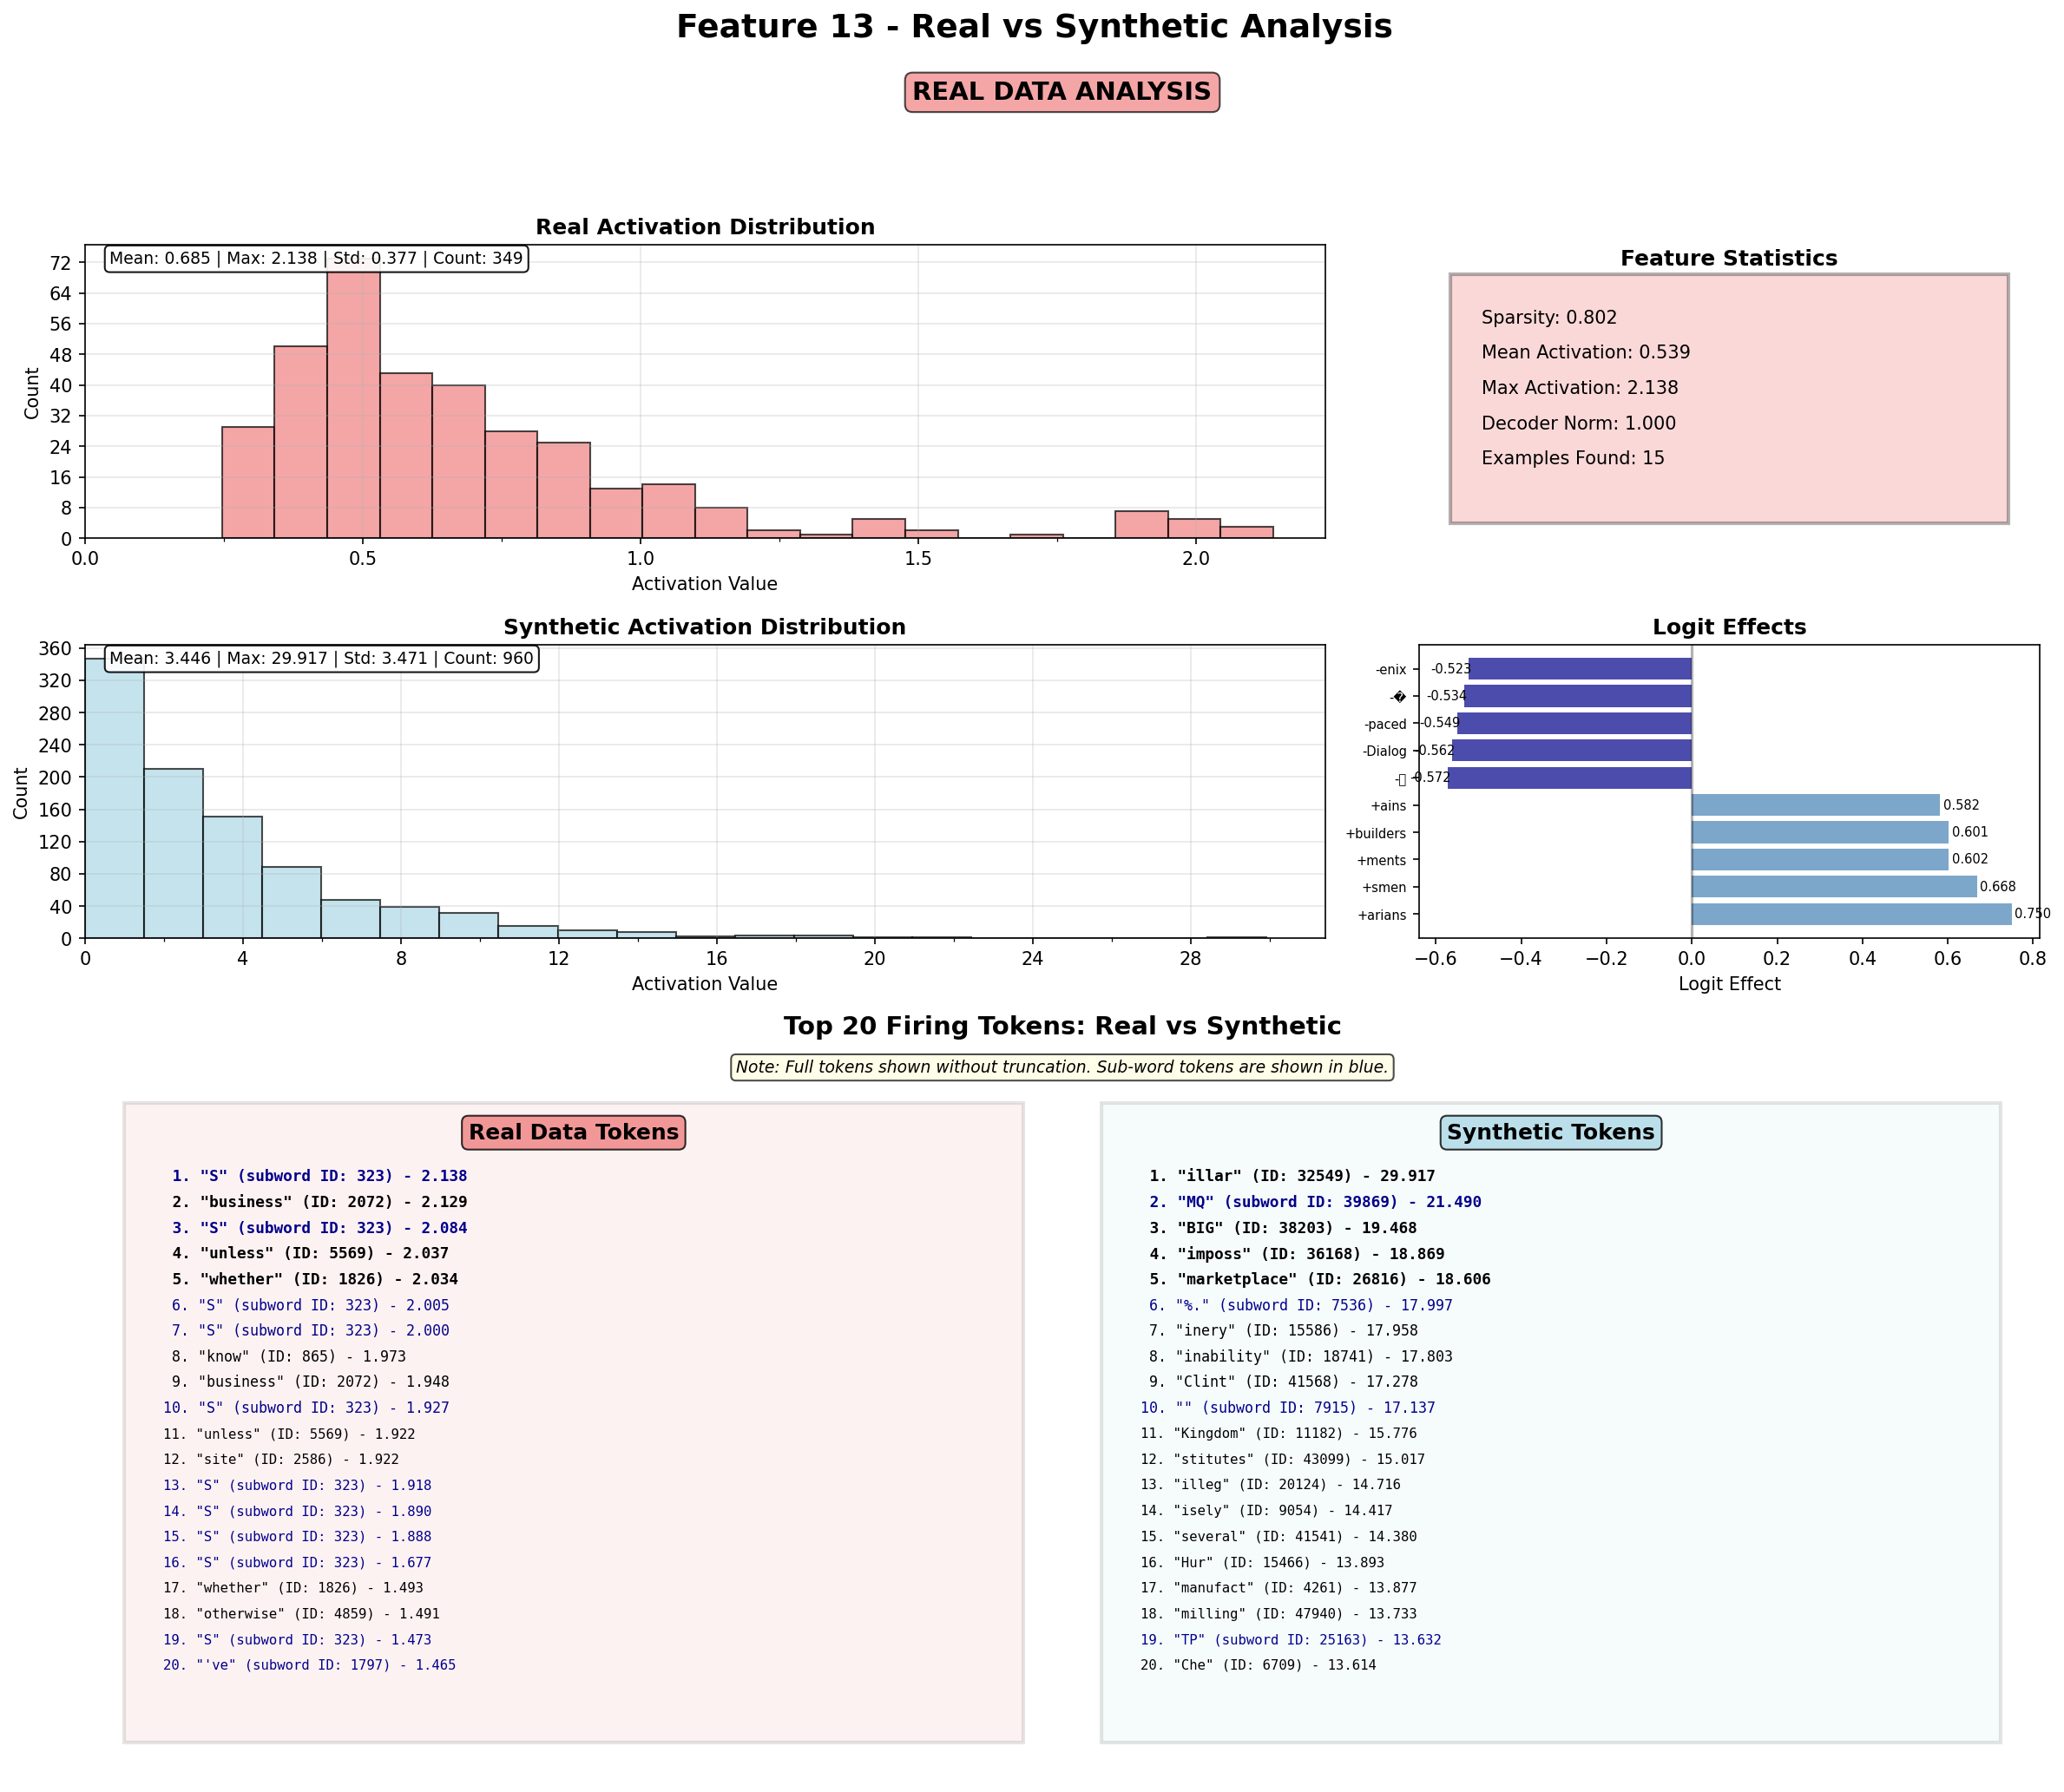 Feature 13 - Real vs Synthetic Analysis
REAL DATA ANALYSIS
Real Activation Distribution
Mean: 0.685 | Max: 2.138 | Std: 0.377 | Count: 349
72
64
56
48
40
32
24
16
8
0
Count
0.0 0.5 1.0 1.5 2.0
Activation Value
Feature Statistics
Sparsity: 0.802
Mean Activation: 0.539
Max Activation: 2.138
Decoder Norm: 1.000
Examples Found: 15
Synthetic Activation Distribution
Mean: 3.446 | Max: 29.917 | Std: 3.471 | Count: 960
360
320
280
240
200
160
120
80
40
0
Count
0 4 8 12 16 20 24 28
Activation Value
Logit Effects
-enix -0.523
-� -0.534
-paced -0.549
-Dialog -0.562
- -0.572
+ains 0.582
+builders 0.601
+ments 0.602
+smen 0.668
+arians 0.750
−0.6 −0.4 −0.2 0.0 0.2 0.4 0.6 0.8
Logit Effect
Top 20 Firing Tokens: Real vs Synthetic
Note: Full tokens shown without truncation. Sub-word tokens are shown in blue.
Real Data Tokens
1. "S" (subword ID: 323) - 2.138
2. "business" (ID: 2072) - 2.129
3. "S" (subword ID: 323) - 2.084
4. "unless" (ID: 5569) - 2.037
5. "whether" (ID: 1826) - 2.034
6. "S" (subword ID: 323) - 2.005
7. "S" (subword ID: 323) - 2.000
8. "know" (ID: 865) - 1.973
9. "business" (ID: 2072) - 1.948
10. "S" (subword ID: 323) - 1.927
11. "unless" (ID: 5569) - 1.922
12. "site" (ID: 2586) - 1.922
13. "S" (subword ID: 323) - 1.918
14. "S" (subword ID: 323) - 1.890
15. "S" (subword ID: 323) - 1.888
16. "S" (subword ID: 323) - 1.677
17. "whether" (ID: 1826) - 1.493
18. "otherwise" (ID: 4859) - 1.491
19. "S" (subword ID: 323) - 1.473
20. "'ve" (subword ID: 1797) - 1.465
Synthetic Tokens
1. "illar" (ID: 32549) - 29.917
2. "MQ" (subword ID: 39869) - 21.490
3. "BIG" (ID: 38203) - 19.468
4. "imposs" (ID: 36168) - 18.869
5. "marketplace" (ID: 26816) - 18.606
6. "%." (subword ID: 7536) - 17.997
7. "inery" (ID: 15586) - 17.958
8. "inability" (ID: 18741) - 17.803
9. "Clint" (ID: 41568) - 17.278
10. "" (subword ID: 7915) - 17.137
11. "Kingdom" (ID: 11182) - 15.776
12. "stitutes" (ID: 43099) - 15.017
13. "illeg" (ID: 20124) - 14.716
14. "isely" (ID: 9054) - 14.417
15. "several" (ID: 41541) - 14.380
16. "Hur" (ID: 15466) - 13.893
17. "manufact" (ID: 4261) - 13.877
18. "milling" (ID: 47940) - 13.733
19. "TP" (subword ID: 25163) - 13.632
20. "Che" (ID: 6709) - 13.614